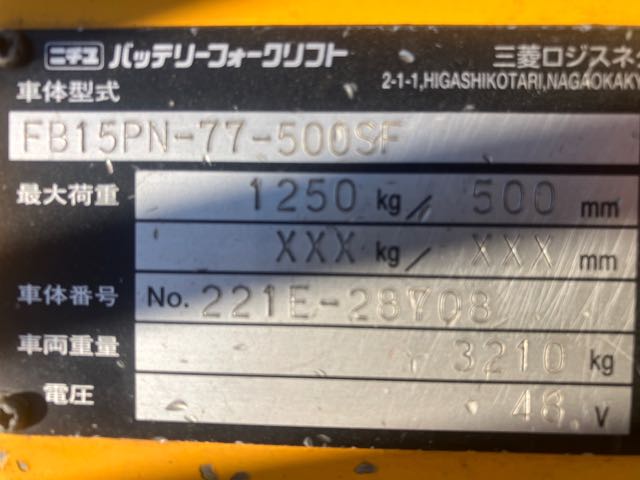 ニチユ バッテリーフォークリフト 三菱ロジスネ
2-1-1,HIGASHIKOTARI,NAGAOKAKY
車体型式
FB15PN-77-500SF
最大荷重 1250 kg/ 500 mm
XXX kg/ XXX mm
車体番号 No. 221E-28708
車両重量 3210 kg
電圧 48 V